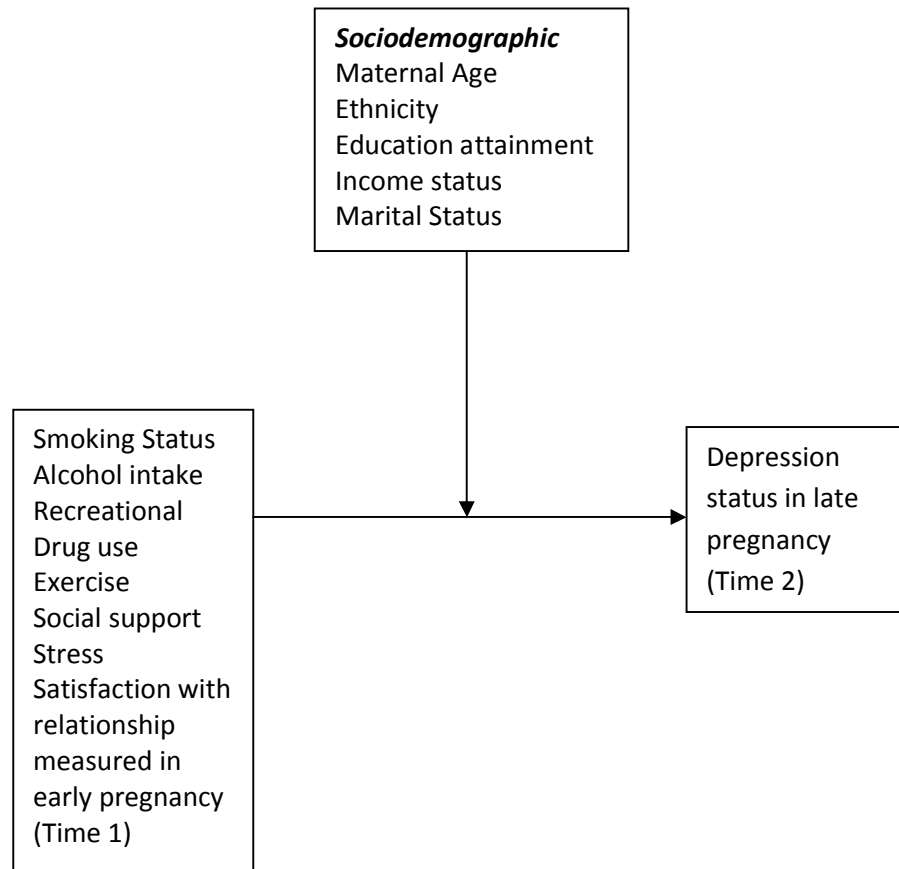 Sociodemographic
Maternal Age
Ethnicity
Education attainment
Income status
Marital Status
Smoking Status
Alcohol intake
Recreational
Drug use
Exercise
Social support
Stress
Satisfaction with
relationship
measured in
early pregnancy
(Time 1)
Depression
status in late
pregnancy
(Time 2)